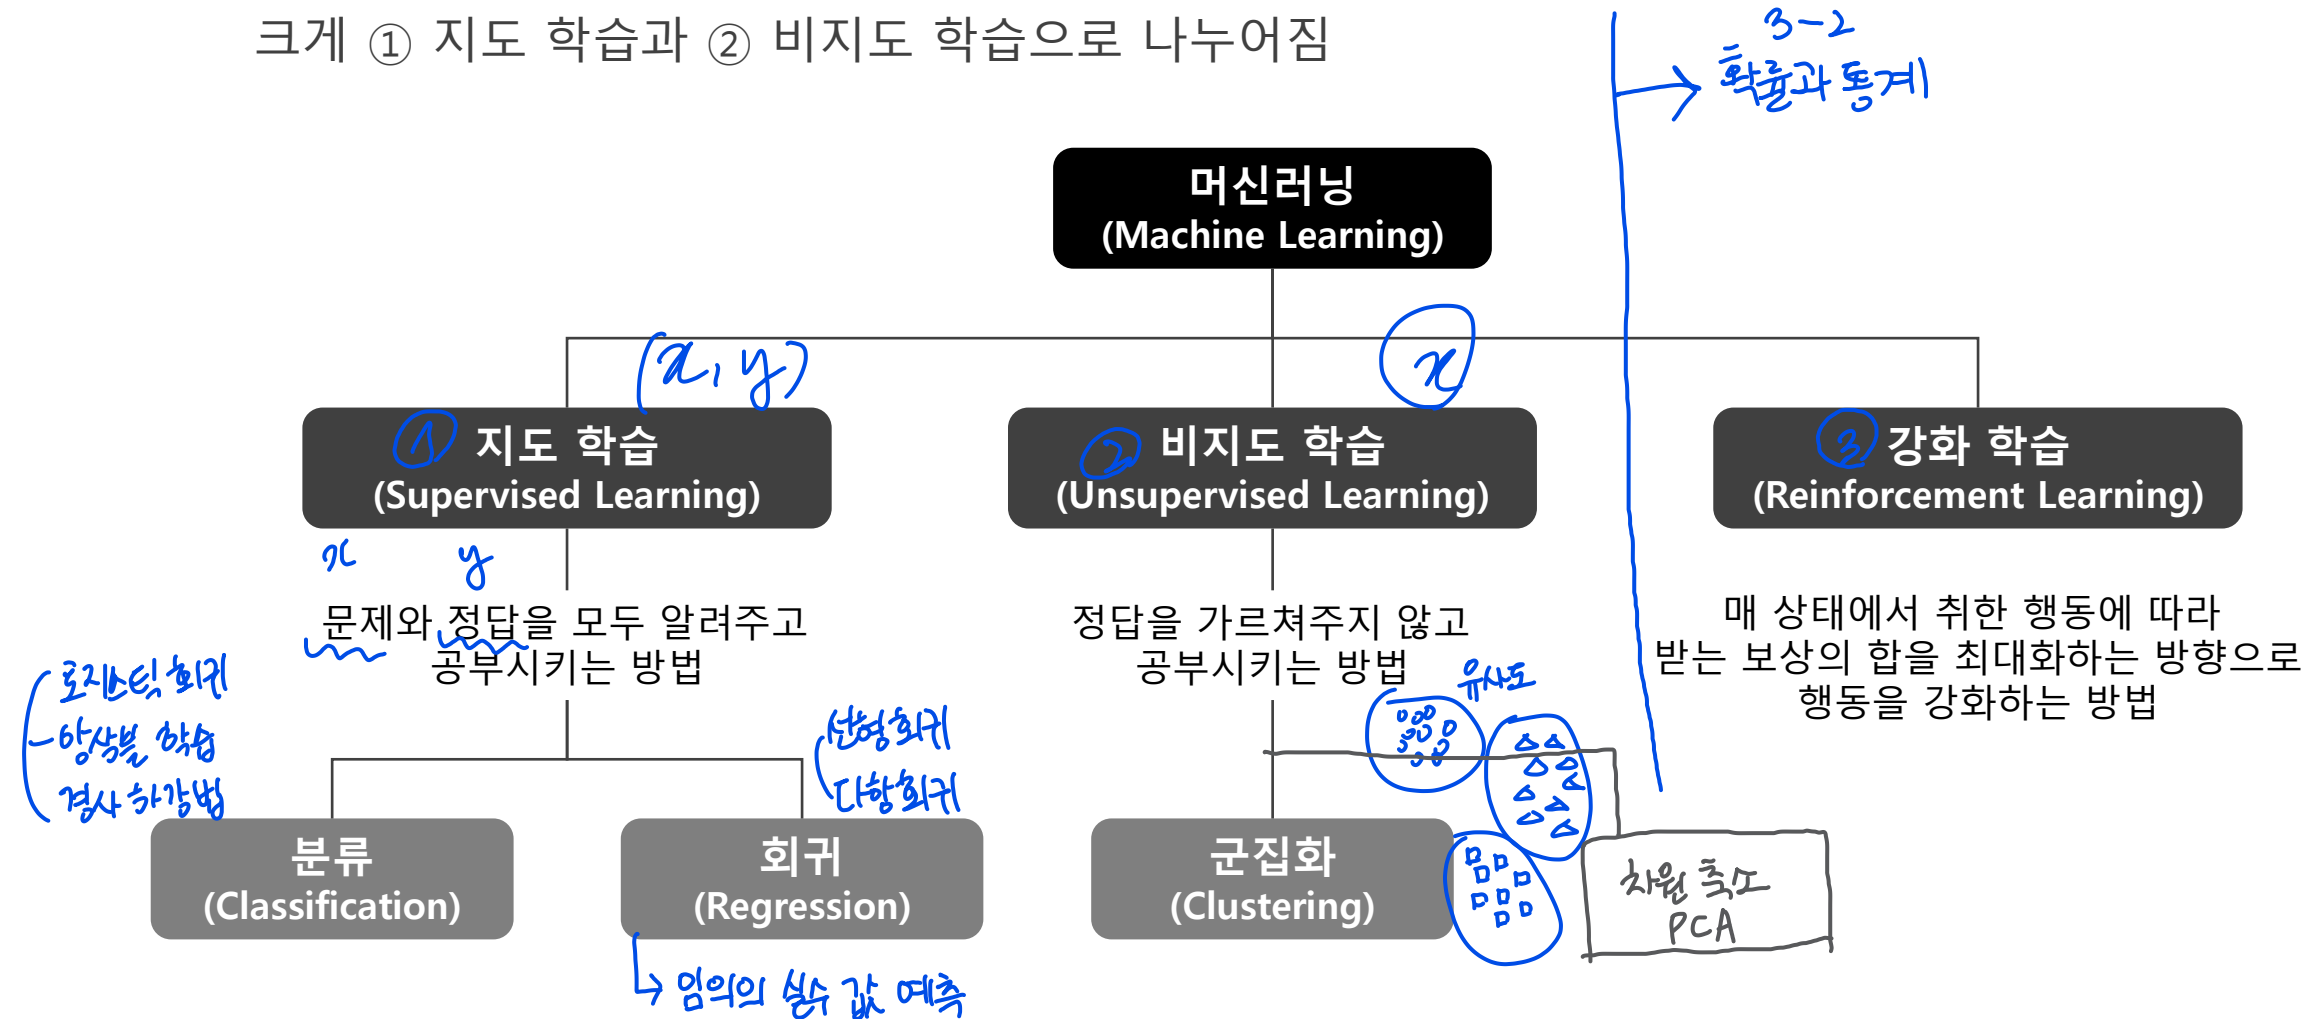 크게 ① 지도 학습과 ② 비지도 학습으로 나누어짐
3-2
확률과 통계
머신러닝
(Machine Learning)
(x, y)
x
① 지도 학습
(Supervised Learning)
② 비지도 학습
(Unsupervised Learning)
③ 강화 학습
(Reinforcement Learning)
x y
문제와 정답을 모두 알려주고
공부시키는 방법
정답을 가르쳐주지 않고
공부시키는 방법
매 상태에서 취한 행동에 따라
받는 보상의 합을 최대화하는 방향으로
행동을 강화하는 방법
로지스틱 회귀
앙상블 학습
경사 하강법
선형회귀
다항회귀
유사도
분류
(Classification)
회귀
(Regression)
군집화
(Clustering)
차원 축소
PCA
임의의 실수 값 예측